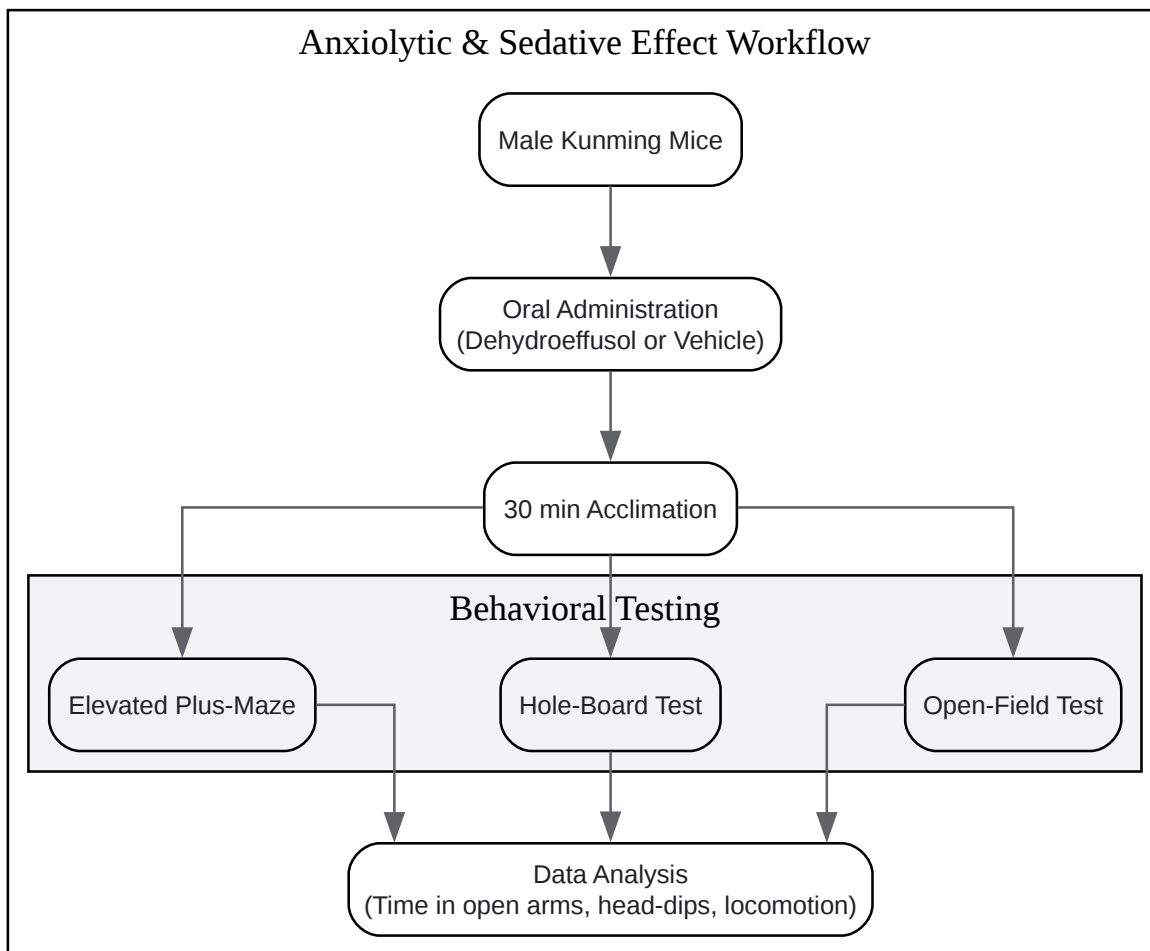 Anxiolytic & Sedative Effect Workflow
Male Kunming Mice
Oral Administration
(Dehydroeffusol or Vehicle)
30 min Acclimation
Behavioral Testing
Elevated Plus-Maze
Hole-Board Test
Open-Field Test
Data Analysis
(Time in open arms, head-dips, locomotion)